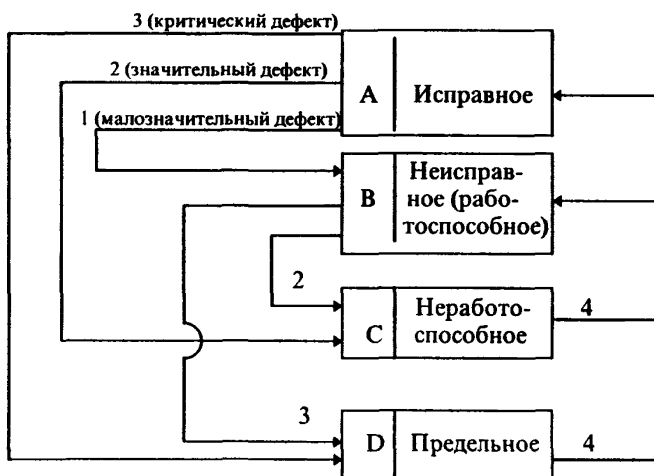 3 (критический дефект)
2 (значительный дефект)
A Исправное
1 (малозначительный дефект)
B Неисправ-
ное (рабо-
тоспособное)
2
C Неработо-
способное
4
3
D Предельное
4